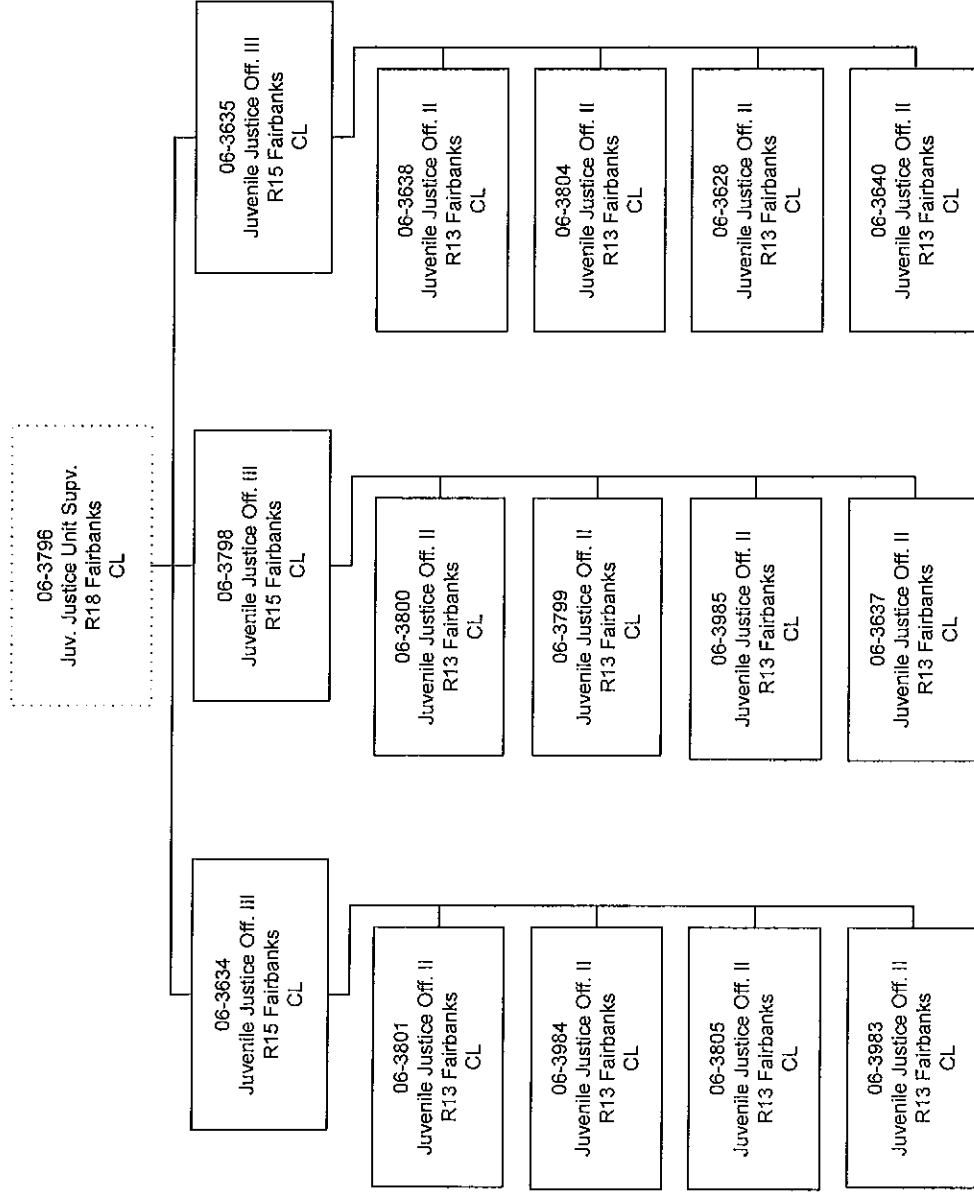 06-3796
Juv. Justice Unit Supv.
R18 Fairbanks
CL
06-3634
Juvenile Justice Off. III
R15 Fairbanks
CL
06-3801
Juvenile Justice Off. II
R13 Fairbanks
CL
06-3984
Juvenile Justice Off. II
R13 Fairbanks
CL
06-3805
Juvenile Justice Off. II
R13 Fairbanks
CL
06-3983
Juvenile Justice Off. II
R13 Fairbanks
CL
06-3798
Juvenile Justice Off. III
R15 Fairbanks
CL
06-3800
Juvenile Justice Off. II
R13 Fairbanks
CL
06-3799
Juvenile Justice Off. II
R13 Fairbanks
CL
06-3985
Juvenile Justice Off. II
R13 Fairbanks
CL
06-3637
Juvenile Justice Off. II
R13 Fairbanks
CL
06-3635
Juvenile Justice Off. III
R15 Fairbanks
CL
06-3638
Juvenile Justice Off. II
R13 Fairbanks
CL
06-3804
Juvenile Justice Off. II
R13 Fairbanks
CL
06-3628
Juvenile Justice Off. II
R13 Fairbanks
CL
06-3640
Juvenile Justice Off. II
R13 Fairbanks
CL